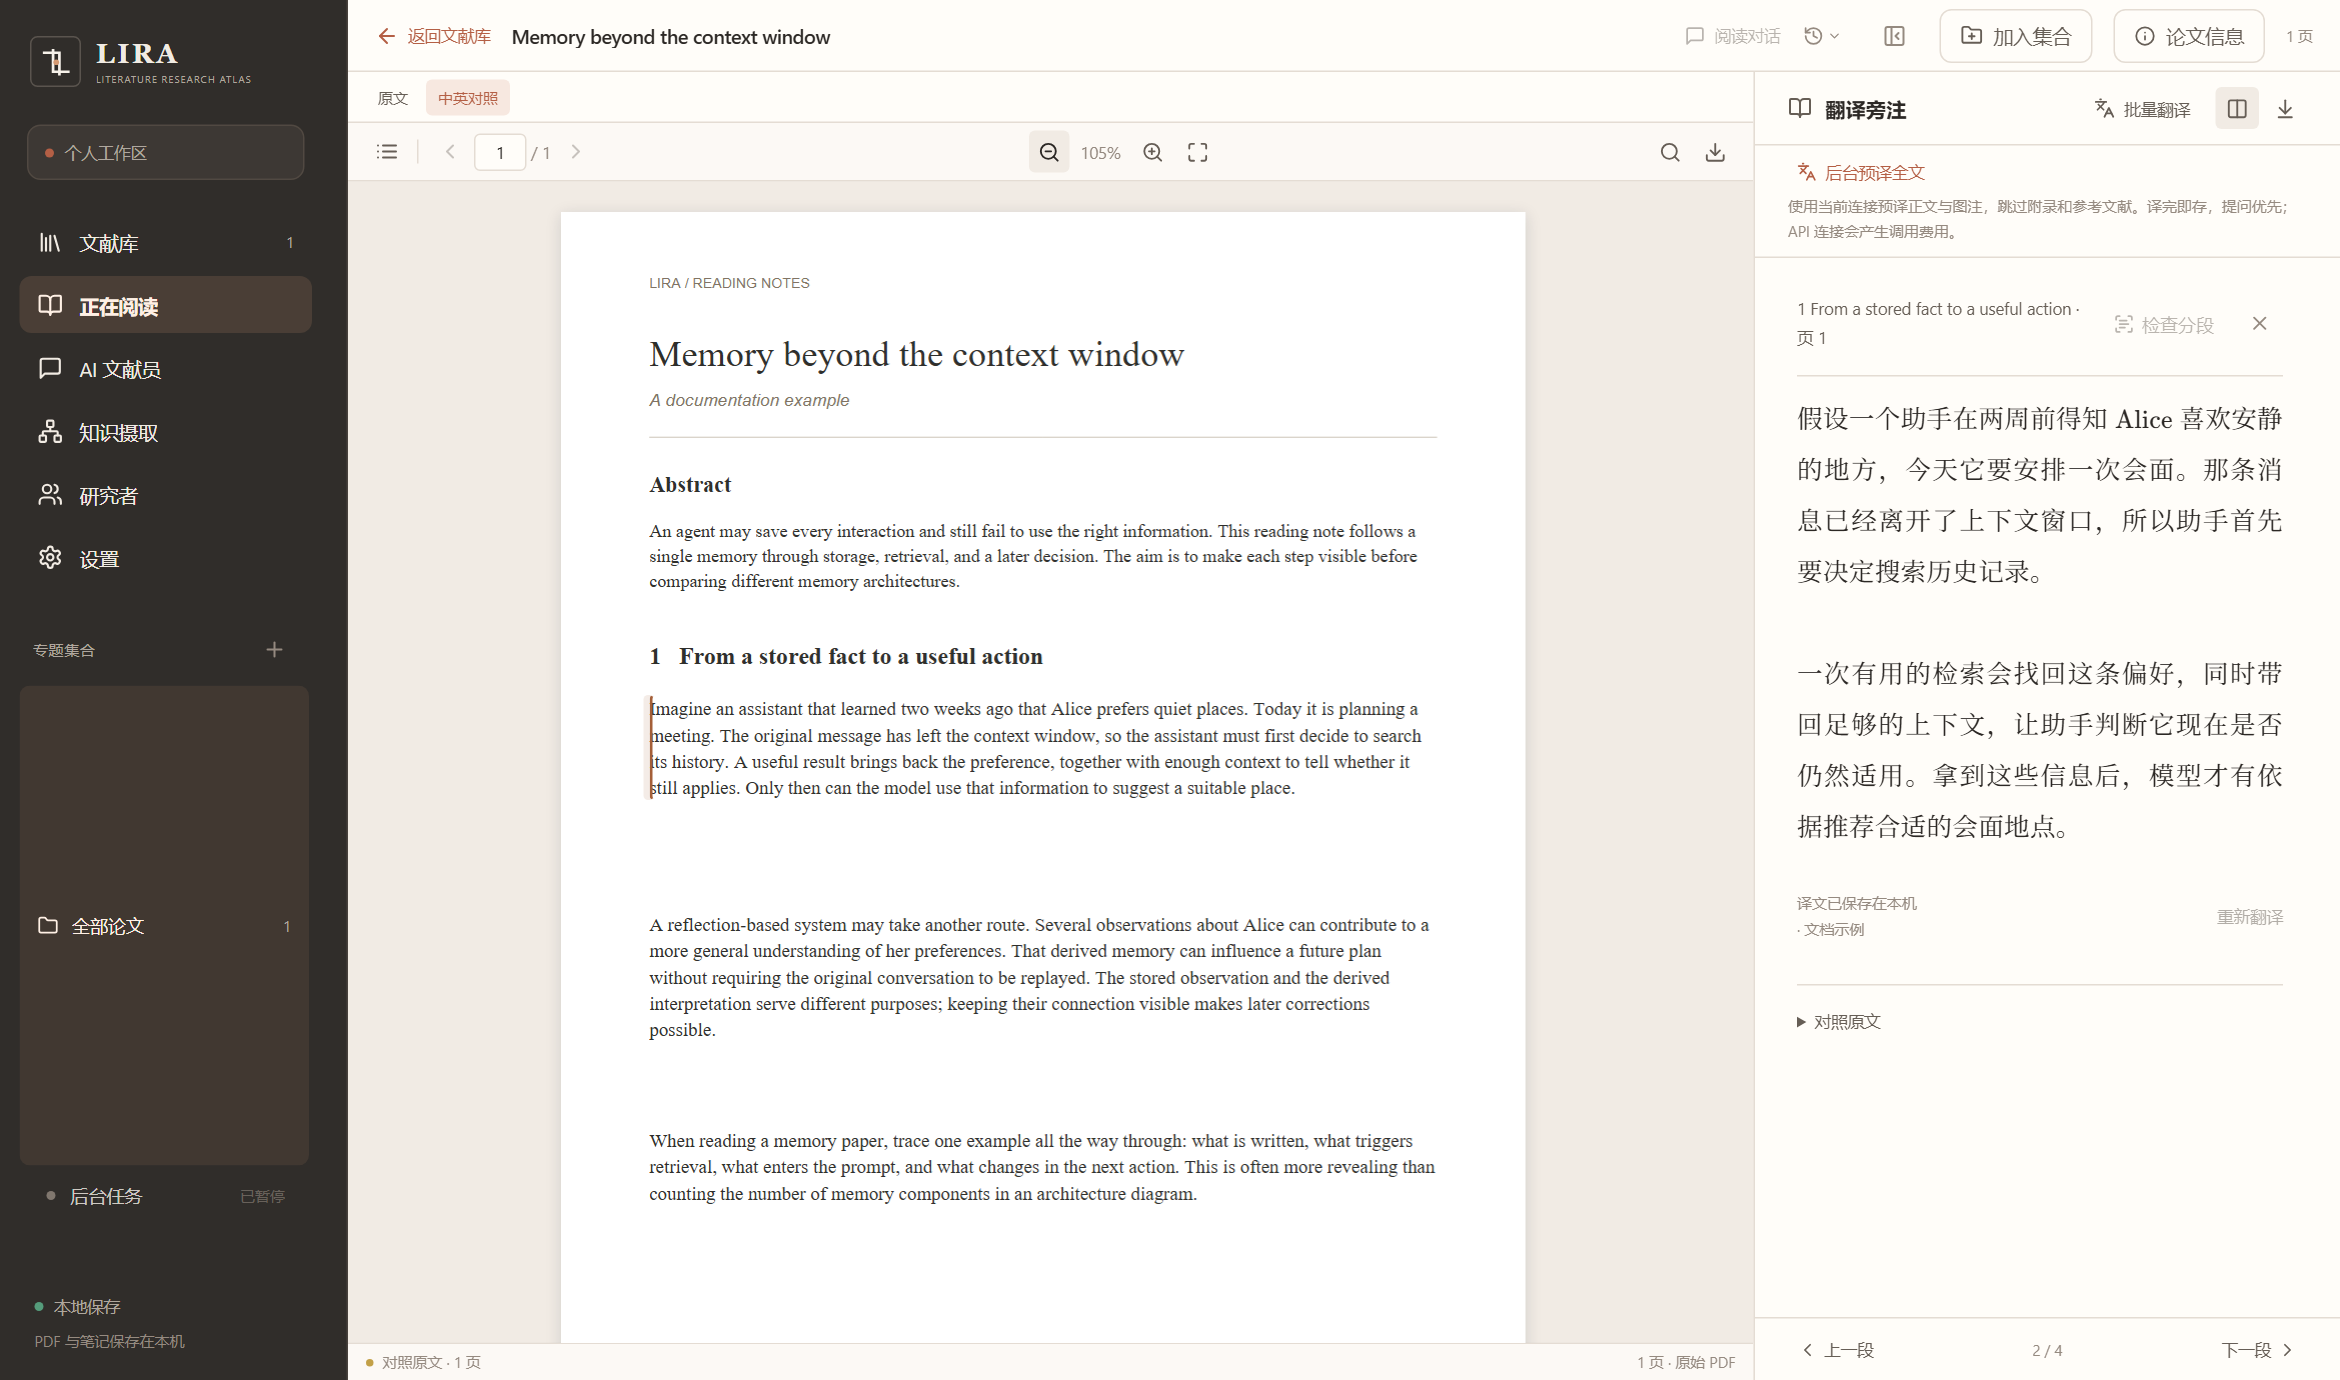 LIRA
LITERATURE RESEARCH ATLAS
个人工作区
文献库 1
正在阅读
AI 文献员
知识摄取
研究者
设置
专题集合
全部论文 1
后台任务 已暂停
本地保存
PDF 与笔记保存在本机
返回文献库 Memory beyond the context window
阅读对话 加入集合 论文信息 1 页
原文 中英对照
1 / 1 105%
LIRA / READING NOTES
Memory beyond the context window
A documentation example
Abstract
An agent may save every interaction and still fail to use the right information. This reading note follows a
single memory through storage, retrieval, and a later decision. The aim is to make each step visible before
comparing different memory architectures.
1 From a stored fact to a useful action
Imagine an assistant that learned two weeks ago that Alice prefers quiet places. Today it is planning a
meeting. The original message has left the context window, so the assistant must first decide to search
its history. A useful result brings back the preference, together with enough context to tell whether it
still applies. Only then can the model use that information to suggest a suitable place.
A reflection-based system may take another route. Several observations about Alice can contribute to a
more general understanding of her preferences. That derived memory can influence a future plan
without requiring the original conversation to be replayed. The stored observation and the derived
interpretation serve different purposes; keeping their connection visible makes later corrections
possible.
When reading a memory paper, trace one example all the way through: what is written, what triggers
retrieval, what enters the prompt, and what changes in the next action. This is often more revealing than
counting the number of memory components in an architecture diagram.
对照原文 · 1 页
1 页 · 原始 PDF
翻译旁注 批量翻译
后台预译全文
使用当前连接预译正文与图注，跳过附录和参考文献。译完即存，提问优先；
API 连接会产生调用费用。
1 From a stored fact to a useful action ·
页 1
检查分段
假设一个助手在两周前得知 Alice 喜欢安静
的地方，今天它要安排一次会面。那条消
息已经离开了上下文窗口，所以助手首先
要决定搜索历史记录。
一次有用的检索会找回这条偏好，同时带
回足够的上下文，让助手判断它现在是否
仍然适用。拿到这些信息后，模型才有依
据推荐合适的会面地点。
译文已保存在本机
· 文档示例
重新翻译
对照原文
上一段 2 / 4 下一段